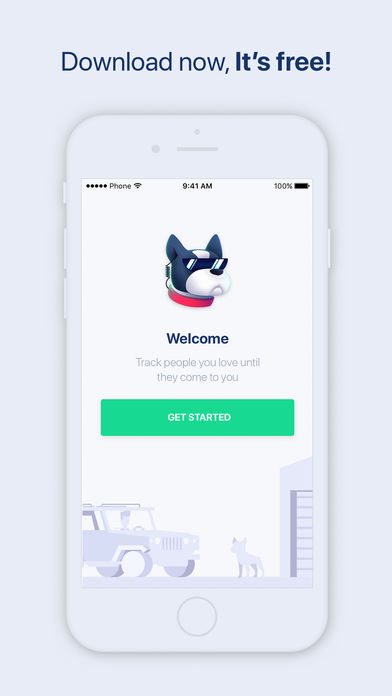 Download now, It's free!
●●●●● Phone 9:41 AM 100%
Welcome
Track people you love until
they come to you
GET STARTED